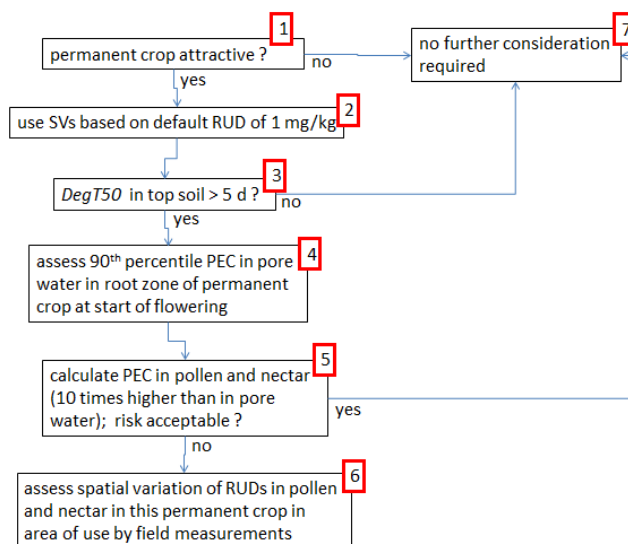 1
permanent crop attractive ?
no
yes
7
no further consideration
required
2
use SVs based on default RUD of 1 mg/kg
3
DegT50 in top soil > 5 d ?
no
yes
4
assess 90th percentile PEC in pore
water in root zone of permanent
crop at start of flowering
5
calculate PEC in pollen and nectar
(10 times higher than in pore
water); risk acceptable ?
yes
no
6
assess spatial variation of RUDs in pollen
and nectar in this permanent crop in
area of use by field measurements